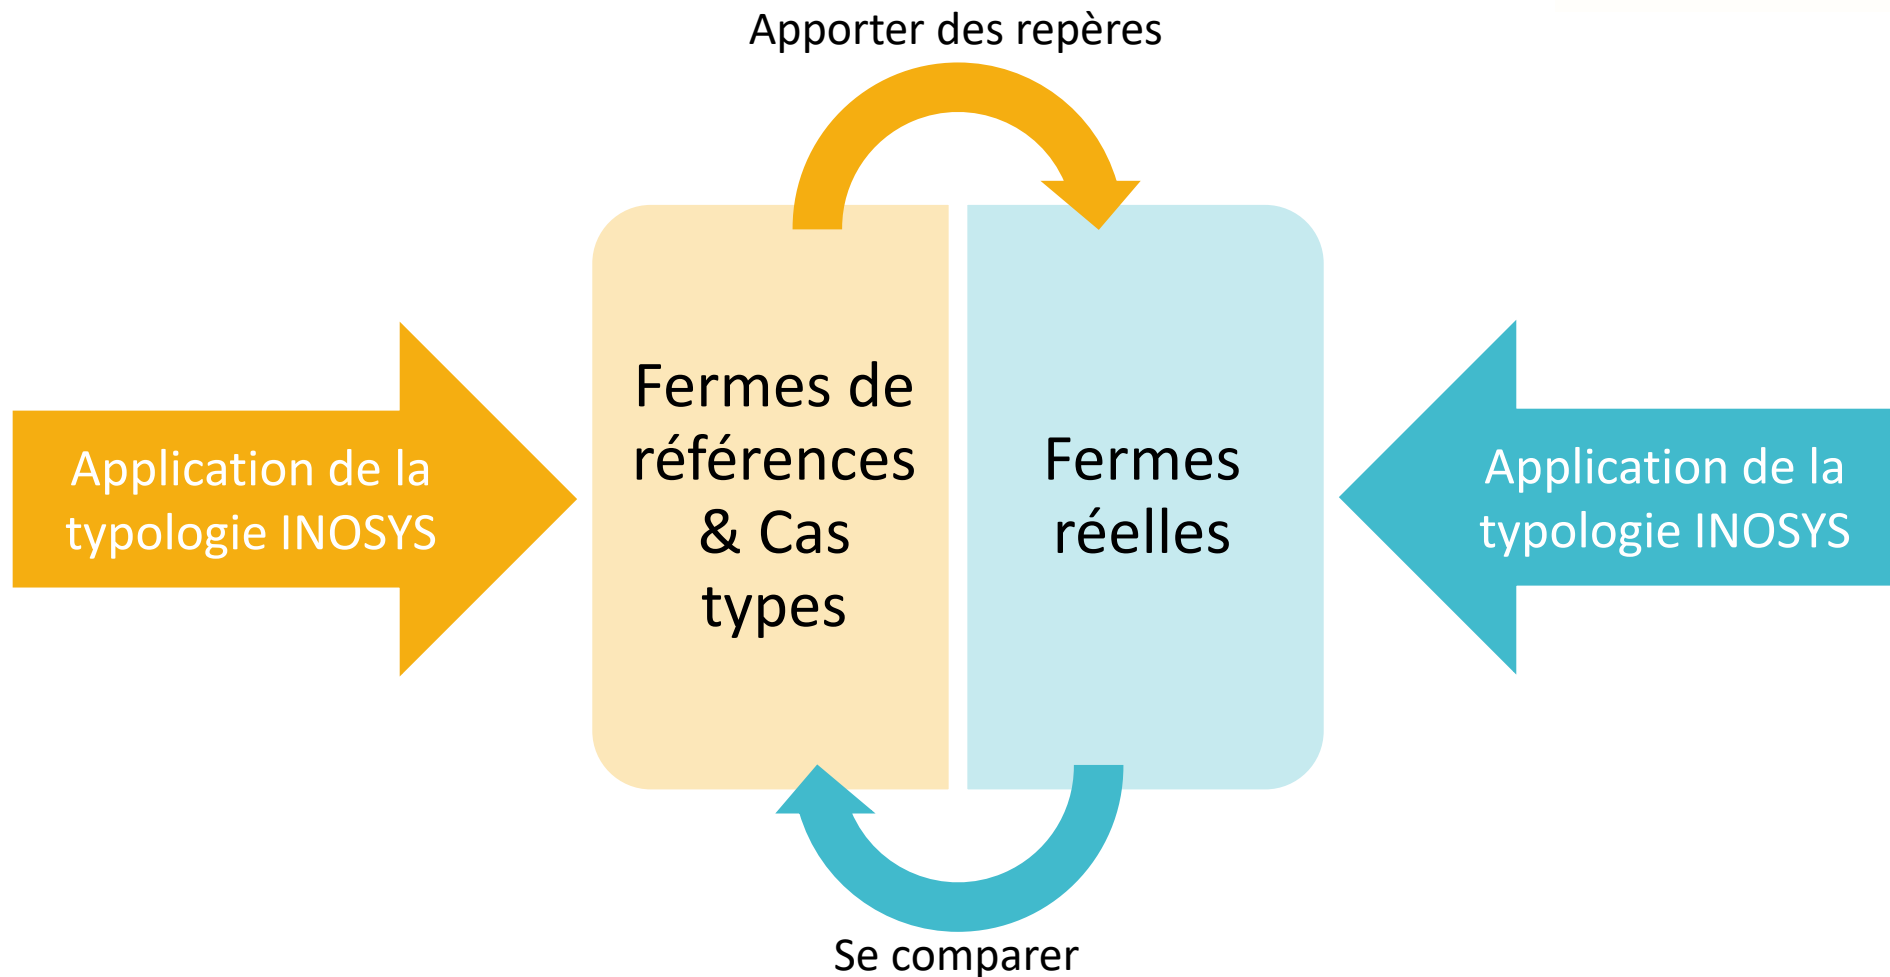 Apporter des repères
Application de la
typologie INOSYS
Fermes de
références
& Cas
types
Fermes
réelles
Application de la
typologie INOSYS
Se comparer